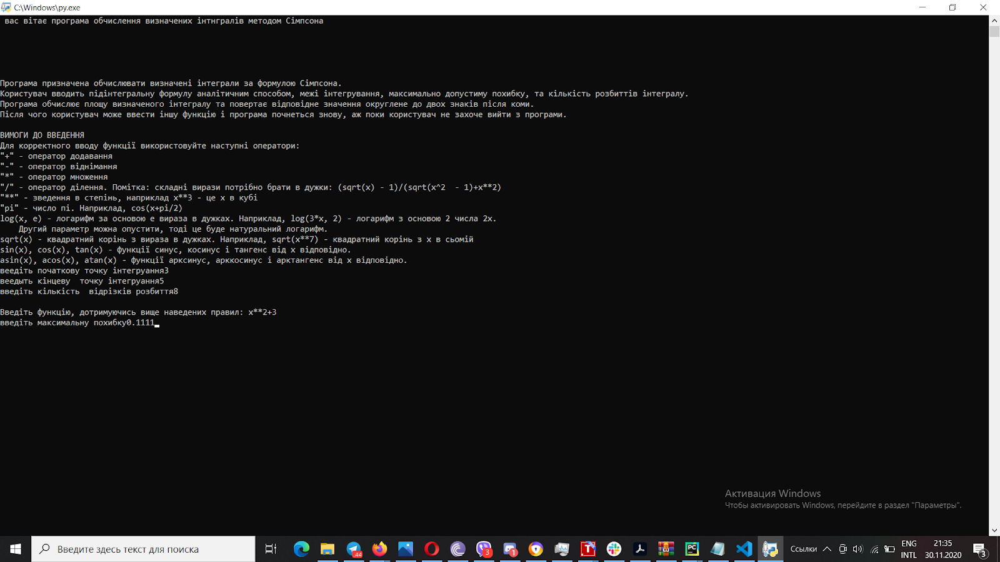 C:\Windows\py.exe
вас вітає програма обчислення визначених інтнгралів методом Сімпсона
Програма призначена обчислювати визначені інтеграли за формулою Сімпсона.
Користувач вводить підінтегральну формулу аналітичним способом, межі інтегрування, максимально допустиму похибку, та кількість розбиттів інтегралу.
Програма обчислює площу визначеного інтегралу та повертає відповідне значення округлене до двох знаків після коми.
Після чого користувач може ввести іншу функцію і програма почнеться знову, аж поки користувач не захоче вийти з програми.
ВИМОГИ ДО ВВЕДЕННЯ
Для корректного вводу функції використовуйте наступні оператори:
"+" - оператор додавання
"-" - оператор віднімання
"*" - оператор множення
"/" - оператор ділення. Помітка: складні вирази потрібно брати в дужки: (sqrt(x) - 1)/(sqrt(x^2  - 1)+x**2)
"**" - зведення в степінь, наприклад x**3 - це x в кубі
"pi" - число пі. Наприклад, cos(x+pi/2)
log(x, e) - логарифм за основою e вираза в дужках. Наприклад, log(3*x, 2) - логарифм з основою 2 числа 2x.
Другий параметр можна опустити, тоді це буде натуральний логарифм.
sqrt(x) - квадратний корінь з вираза в дужках. Наприклад, sqrt(x**7) - квадратний корінь з x в сьомій
sin(x), cos(x), tan(x) - функції синус, косинус і тангенс від x відповідно.
asin(x), acos(x), atan(x) - функції арксинус, арккосинус і арктангенс від x відповідно.
веедіть початкову точку інтегруання3
веедыть кінцеву  точку інтегруання5
введіть кількість  відрізків розбиття8
Введіть функцію, дотримуючись вище наведених правил: x**2+3
введіть максимальну похибку0.1111
Активация Windows
Чтобы активировать Windows, перейдите в раздел "Параметры".
Введите здесь текст для поиска
44
3
1
T
PC
Ссылки
ENG
INTL
21:35
30.11.2020
3